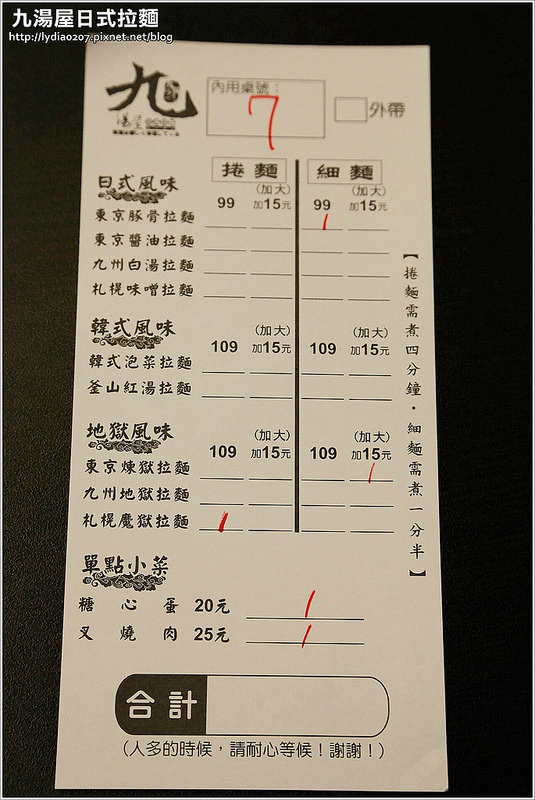 九湯屋日式拉麵
http://lydiao207.pixnet.net/blog
九
湯屋
內用桌號:
7
外帶
捲麵 細麵
日式風味 (加大) (加大)
99 加15元 99 加15元
東京豚骨拉麵 1
東京醬油拉麵
九州白湯拉麵
札幌味噌拉麵
韓式風味 (加大) (加大)
109 加15元 109 加15元
韓式泡菜拉麵
釜山紅湯拉麵
地獄風味 (加大) (加大)
109 加15元 109 加15元
東京煉獄拉麵 1
九州地獄拉麵
札幌魔獄拉麵 1
【捲麵需煮四分鐘·細麵需煮一分半】
單點小菜
糖心蛋 20元 1
叉燒肉 25元 1
合計
(人多的時候,請耐心等候!謝謝!)